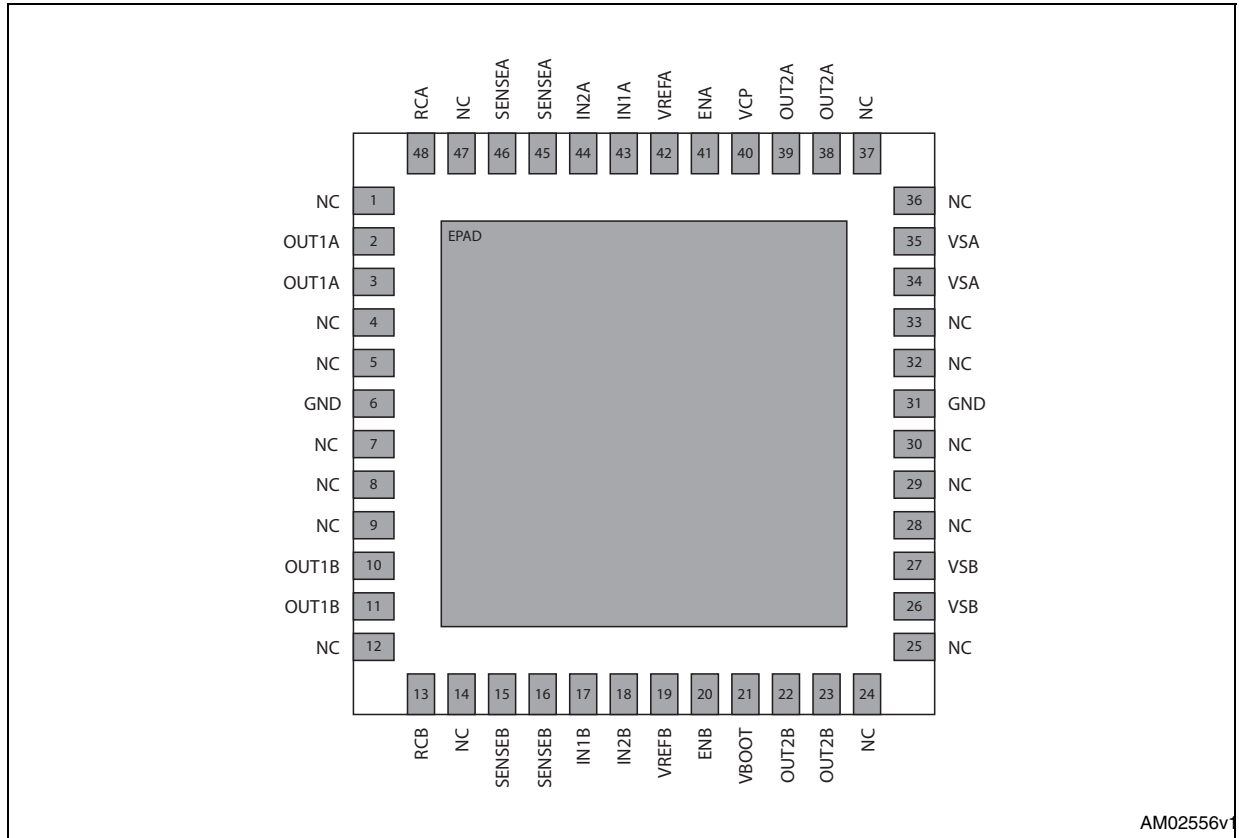 RCA NC SENSEA SENSEA IN2A IN1A VREFA ENA VCP OUT2A OUT2A NC
48 47 46 45 44 43 42 41 40 39 38 37
NC 1 36 NC
OUT1A 2 EPAD 35 VSA
OUT1A 3 34 VSA
NC 4 33 NC
NC 5 32 NC
GND 6 31 GND
NC 7 30 NC
NC 8 29 NC
NC 9 28 NC
OUT1B 10 27 VSB
OUT1B 11 26 VSB
NC 12 25 NC
13 14 15 16 17 18 19 20 21 22 23 24
RCB NC SENSEB SENSEB IN1B IN2B VREFB ENB VBOOT OUT2B OUT2B NC
AM02556v1